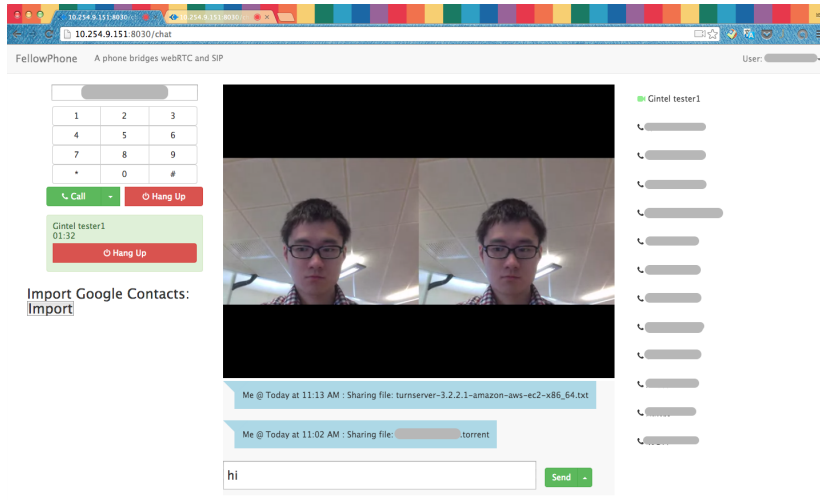 10.254.9.151:8030/ch
10.254.9.151:8030/
10.254.9.151:8030/chat
FellowPhone A phone bridges webRTC and SIP User:
1 2 3
4 5 6
7 8 9
* 0 #
Call Hang Up
Gintel tester1
01:32
Hang Up
Import Google Contacts:
Import
Me @ Today at 11:13 AM : Sharing file: turnserver-3.2.2.1-amazon-aws-ec2-x86_64.txt
Me @ Today at 11:02 AM : Sharing file: .torrent
hi
Send
Gintel tester1